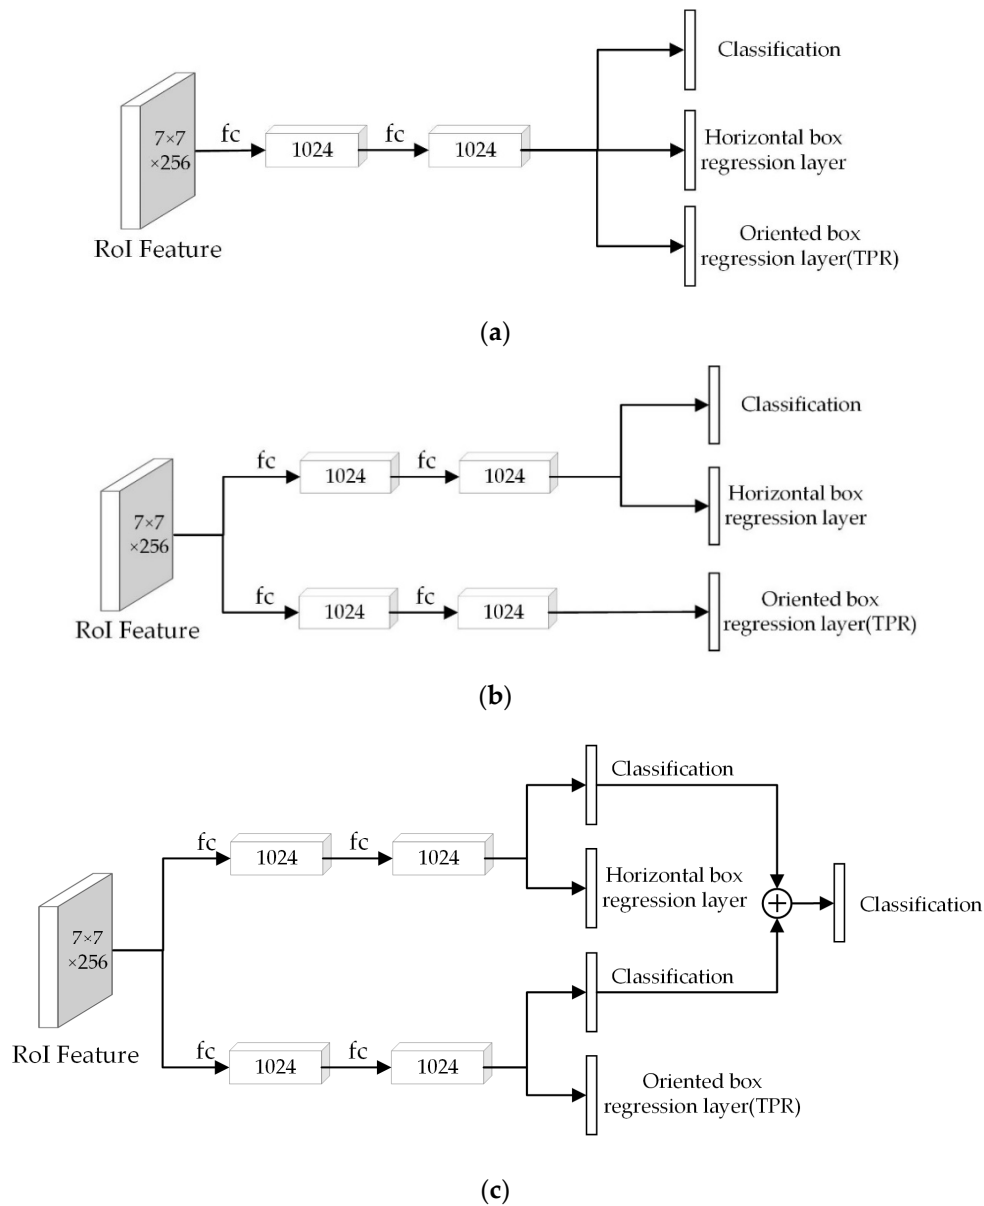 Classification
7×7
×256
fc
1024
fc
1024
Horizontal box
regression layer
RoI Feature
Oriented box
regression layer(TPR)
(a)
Classification
fc
1024
fc
1024
Horizontal box
regression layer
7×7
×256
fc
1024
fc
1024
Oriented box
regression layer(TPR)
RoI Feature
(b)
Classification
fc
1024
fc
1024
Horizontal box
regression layer
Classification
7×7
×256
Classification
RoI Feature
fc
1024
fc
1024
Oriented box
regression layer(TPR)
(c)